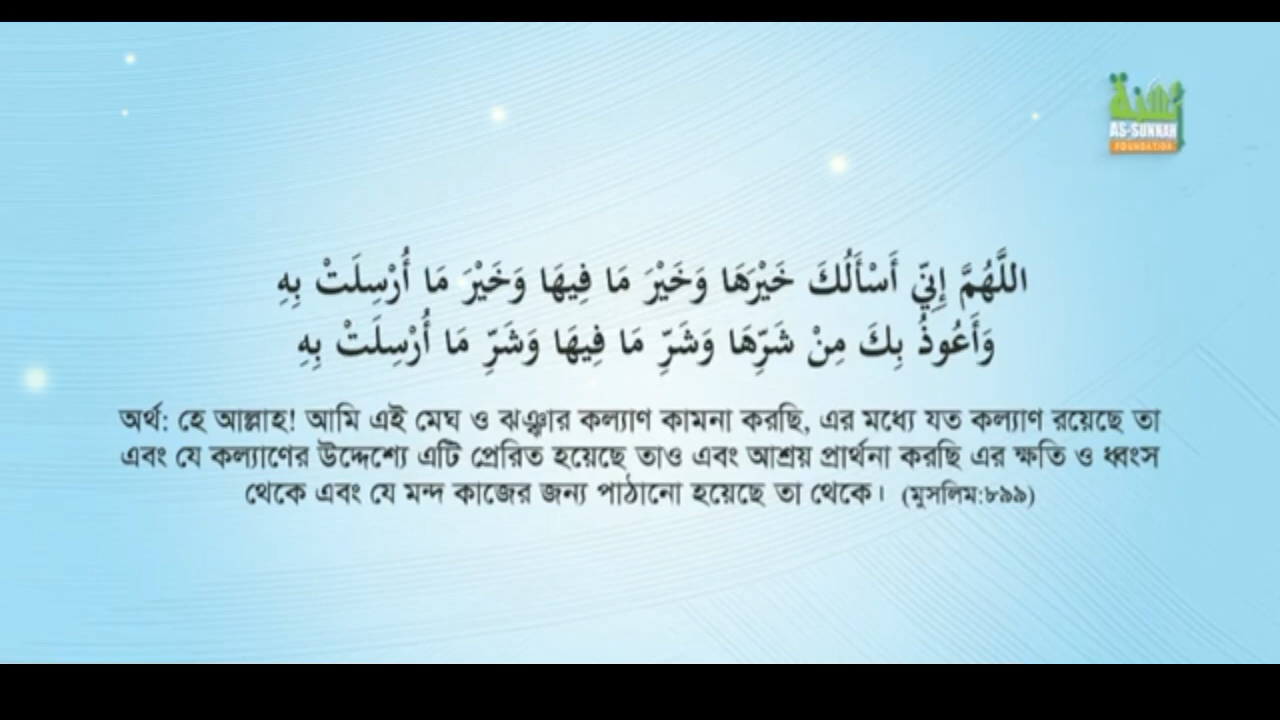 سنة
AS-SUNNAH
FOUNDATION
اللَّهُمَّ إِنِّي أَسْأَلُكَ خَيْرَهَا وَخَيْرَ مَا فِيهَا وَخَيْرَ مَا أُرْسِلَتْ بِهِ
وَأَعُوذُ بِكَ مِنْ شَرِّهَا وَشَرِّ مَا فِيهَا وَشَرِّ مَا أُرْسِلَتْ بِهِ
অর্থ: হে আল্লাহ! আমি এই মেঘ ও ঝঞ্ঝার কল্যাণ কামনা করছি, এর মধ্যে যত কল্যাণ রয়েছে তা
এবং যে কল্যাণের উদ্দেশ্যে এটি প্রেরিত হয়েছে তাও এবং আশ্রয় প্রার্থনা করছি এর ক্ষতি ও ধ্বংস
থেকে এবং যে মন্দ কাজের জন্য পাঠানো হয়েছে তা থেকে। (মুসলিম:৮৯৯)